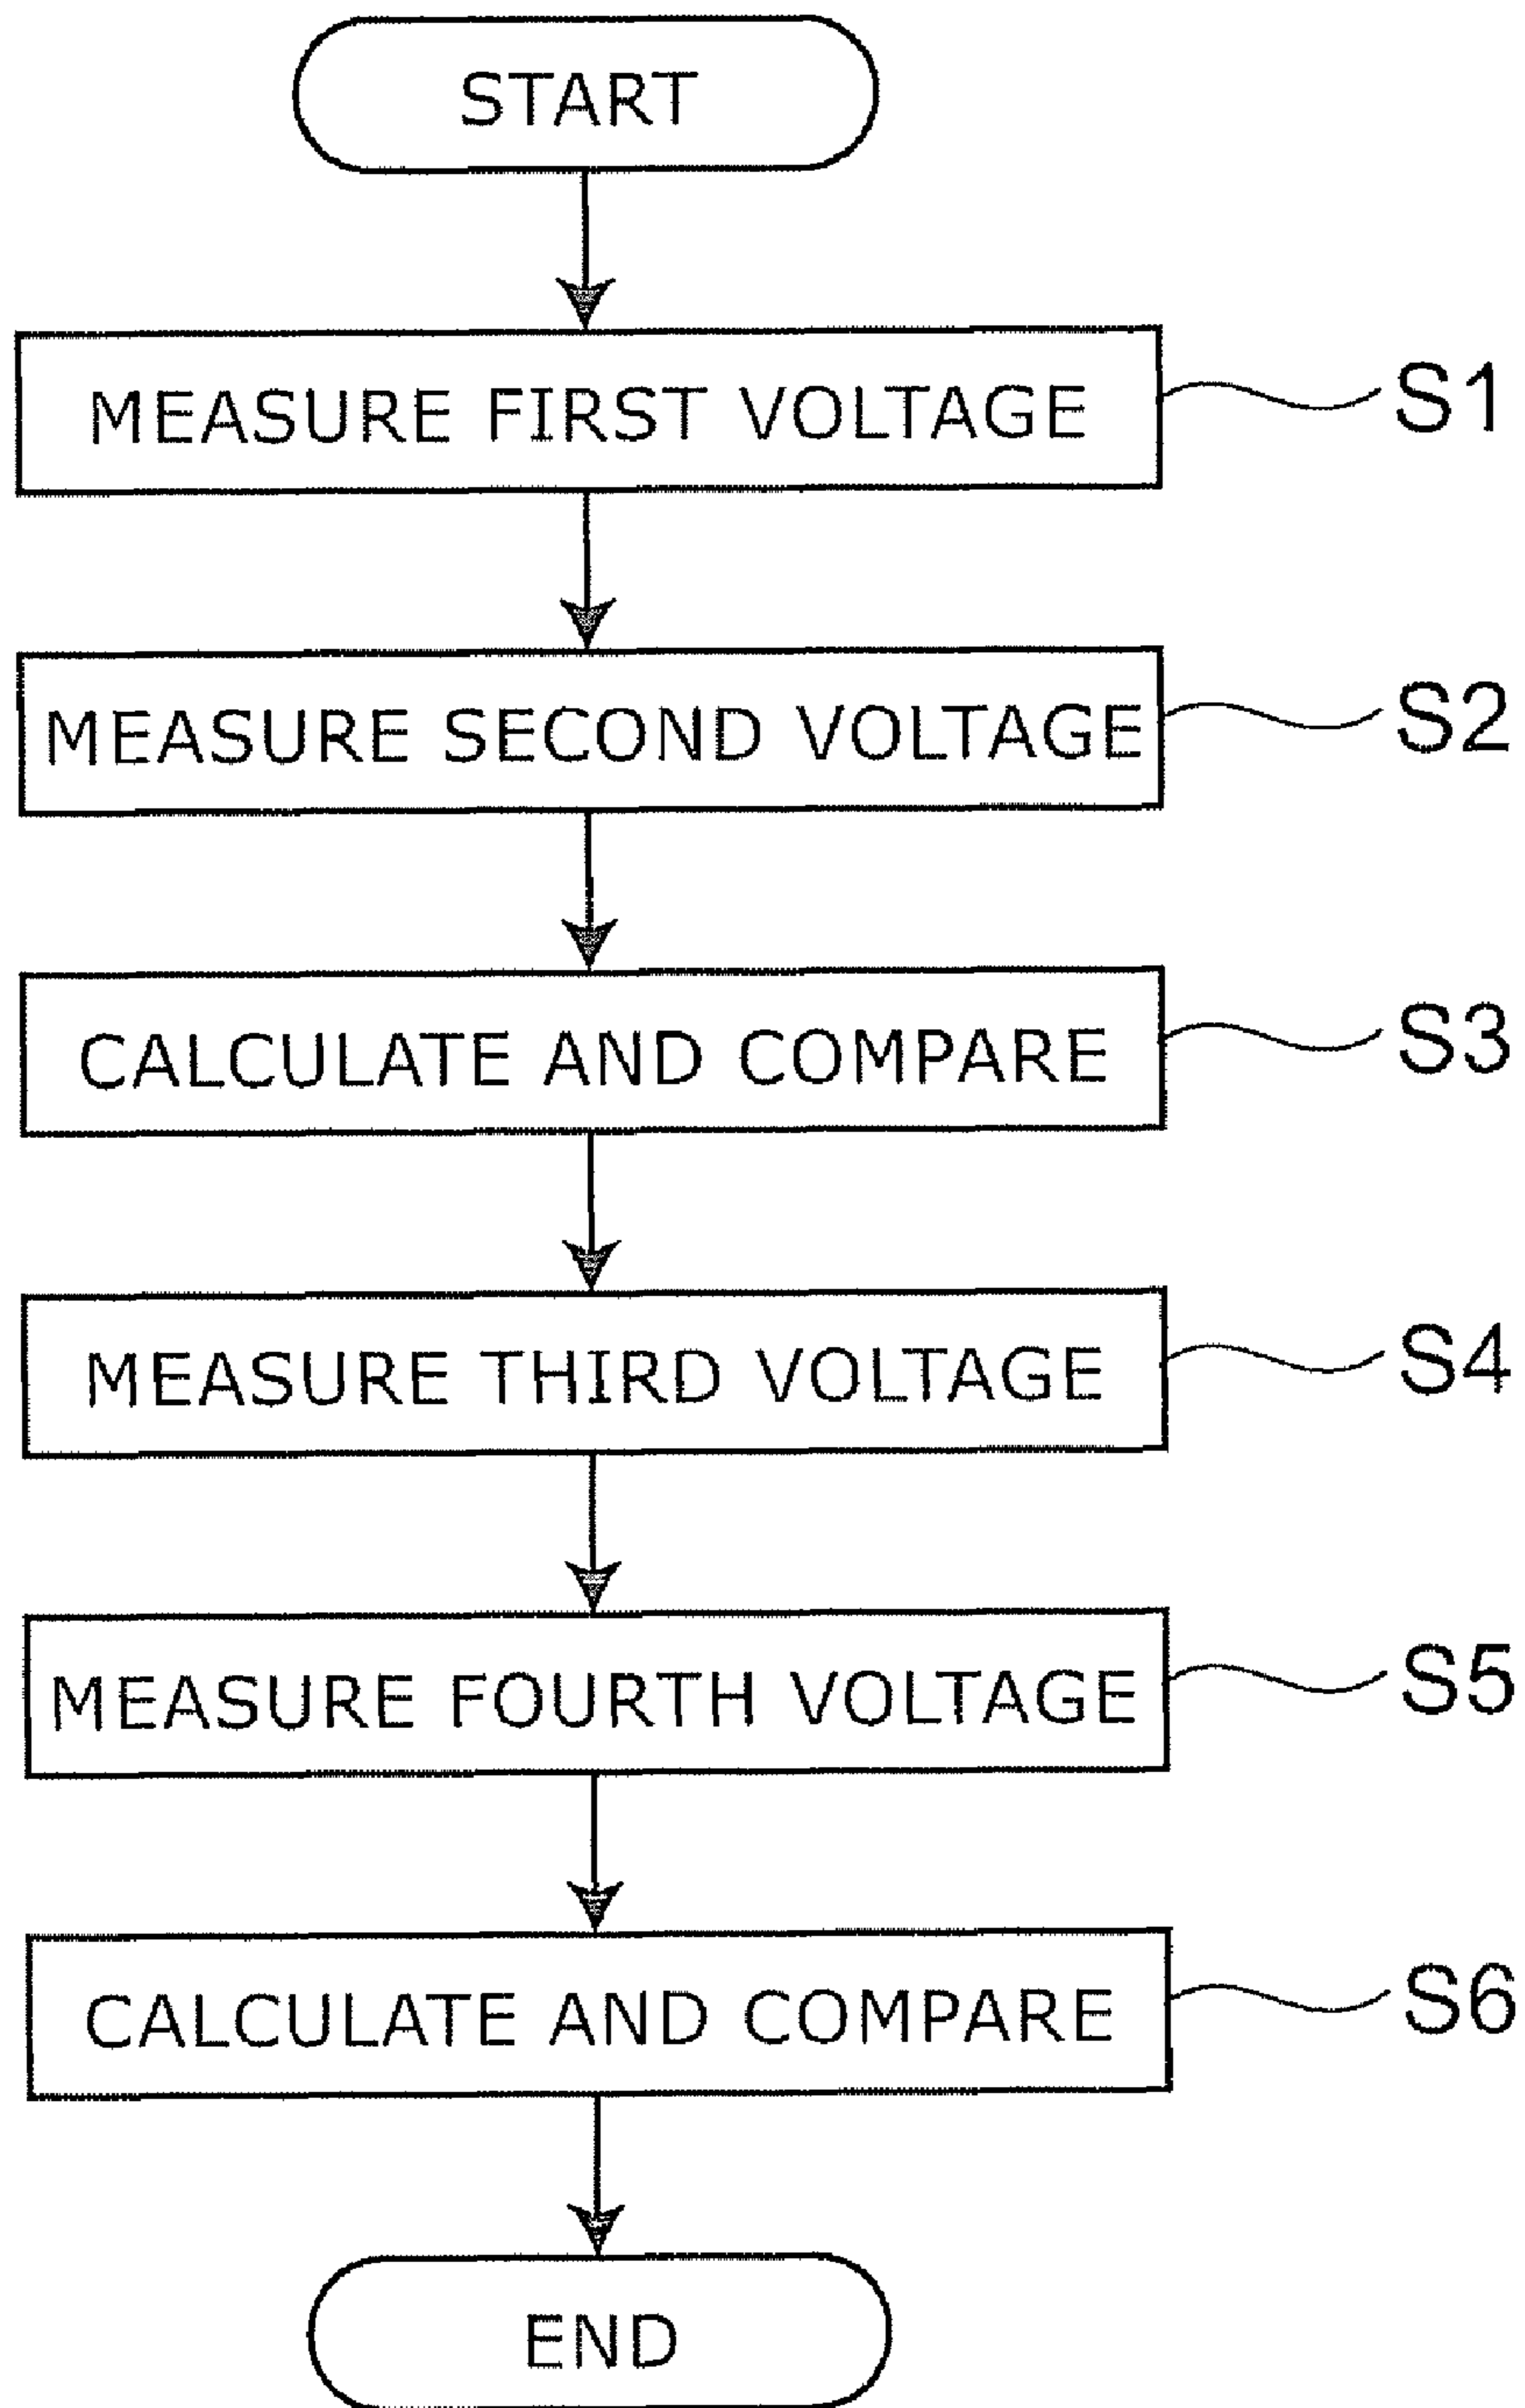 START
MEASURE FIRST VOLTAGE S1
MEASURE SECOND VOLTAGE S2
CALCULATE AND COMPARE S3
MEASURE THIRD VOLTAGE S4
MEASURE FOURTH VOLTAGE S5
CALCULATE AND COMPARE S6
END